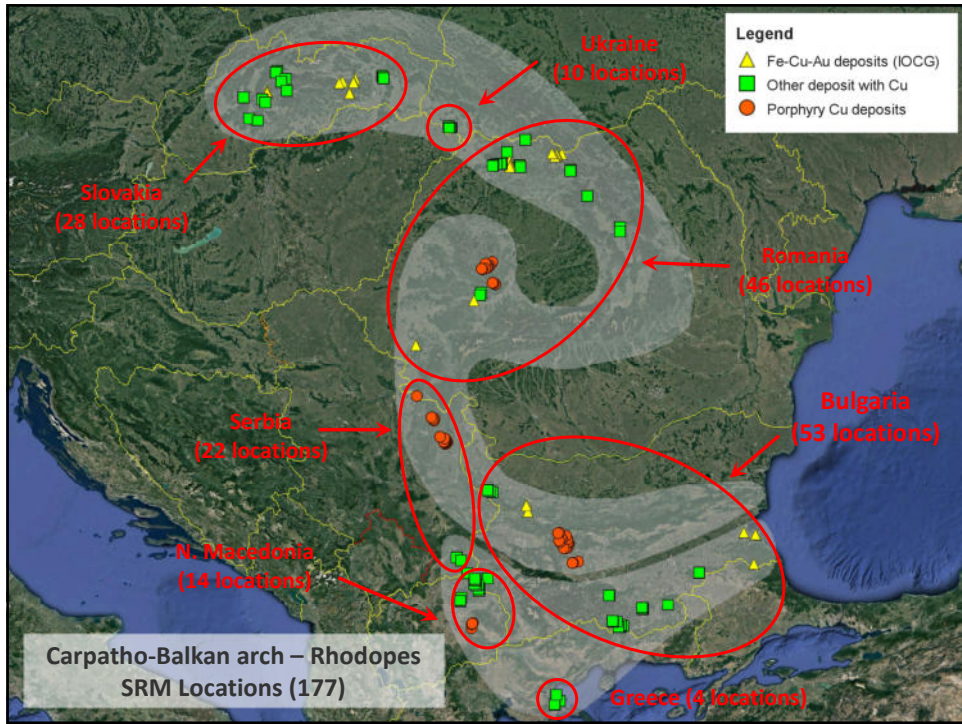 Legend
Fe-Cu-Au deposits (IOCG)
Other deposit with Cu
Porphyry Cu deposits
Ukraine
(10 locations)
Slovakia
(28 locations)
Romania
(46 locations)
Serbia
(22 locations)
Bulgaria
(53 locations)
N. Macedonia
(14 locations)
Greece (4 locations)
Carpatho-Balkan arch – Rhodopes
SRM Locations (177)